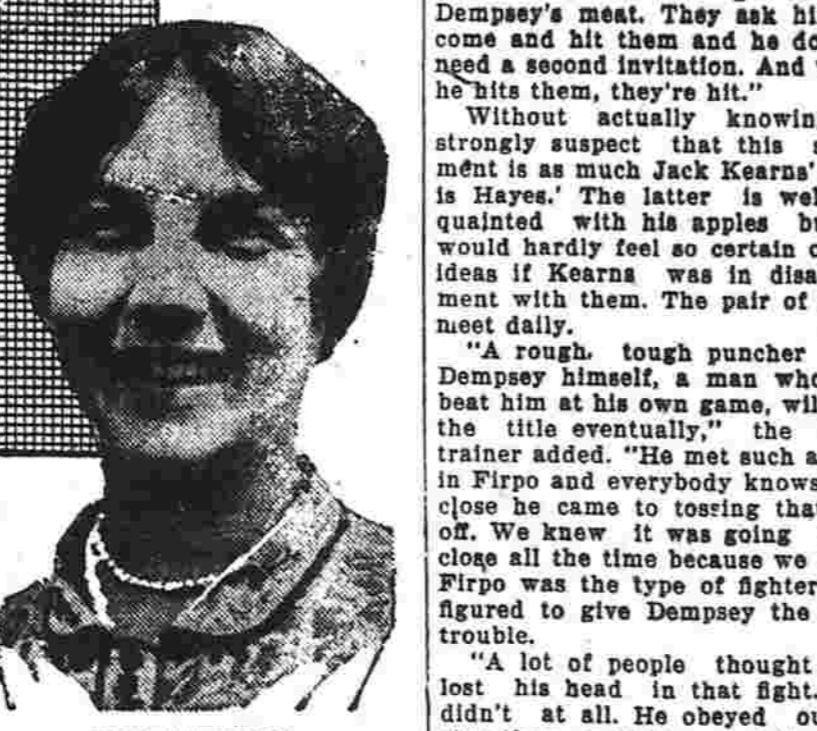 Dempsey's meat. They ask hi
come and hit them and he do
need a second invitation. And
he hits them, they're hit."
Without actually knowin
strongly suspect that this s
ment is as much Jack Kearns'
is Hayes.' The latter is wel
quainted with his apples bu
would hardly feel so certain o
ideas if Kearns was in disa
ment with them. The pair of
meet daily.
"A rough, tough puncher
Dempsey himself, a man who
beat him at his own game, wil
the title eventually," the
trainer added. "He met such a
in Firpo and everybody knows
close he came to tossing tha
off. We knew it was going
close all the time because we
Firpo was the type of fighter
figured to give Dempsey the
trouble.
"A lot of people thought
lost his head in that fight.
didn't at all. He obeyed ou